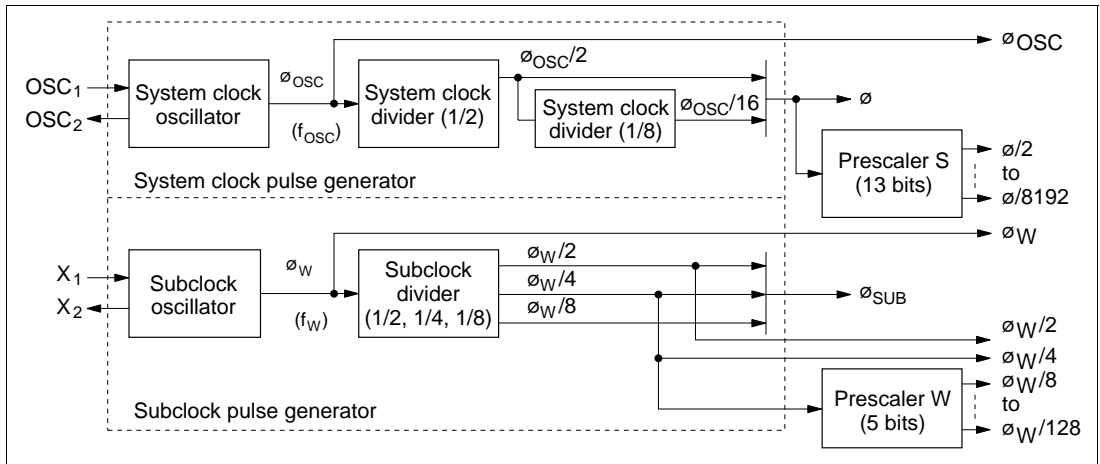 OSC1
OSC2
System clock
oscillator
øOSC
(fOSC)
System clock
divider (1/2)
øOSC/2
System clock
divider (1/8)
øOSC/16
øOSC
ø
Prescaler S
(13 bits)
ø/2
to
ø/8192
System clock pulse generator
X1
X2
Subclock
oscillator
øW
(fW)
Subclock
divider
(1/2, 1/4, 1/8)
øW/2
øW/4
øW/8
øW
øSUB
øW/2
øW/4
Prescaler W
(5 bits)
øW/8
to
øW/128
Subclock pulse generator